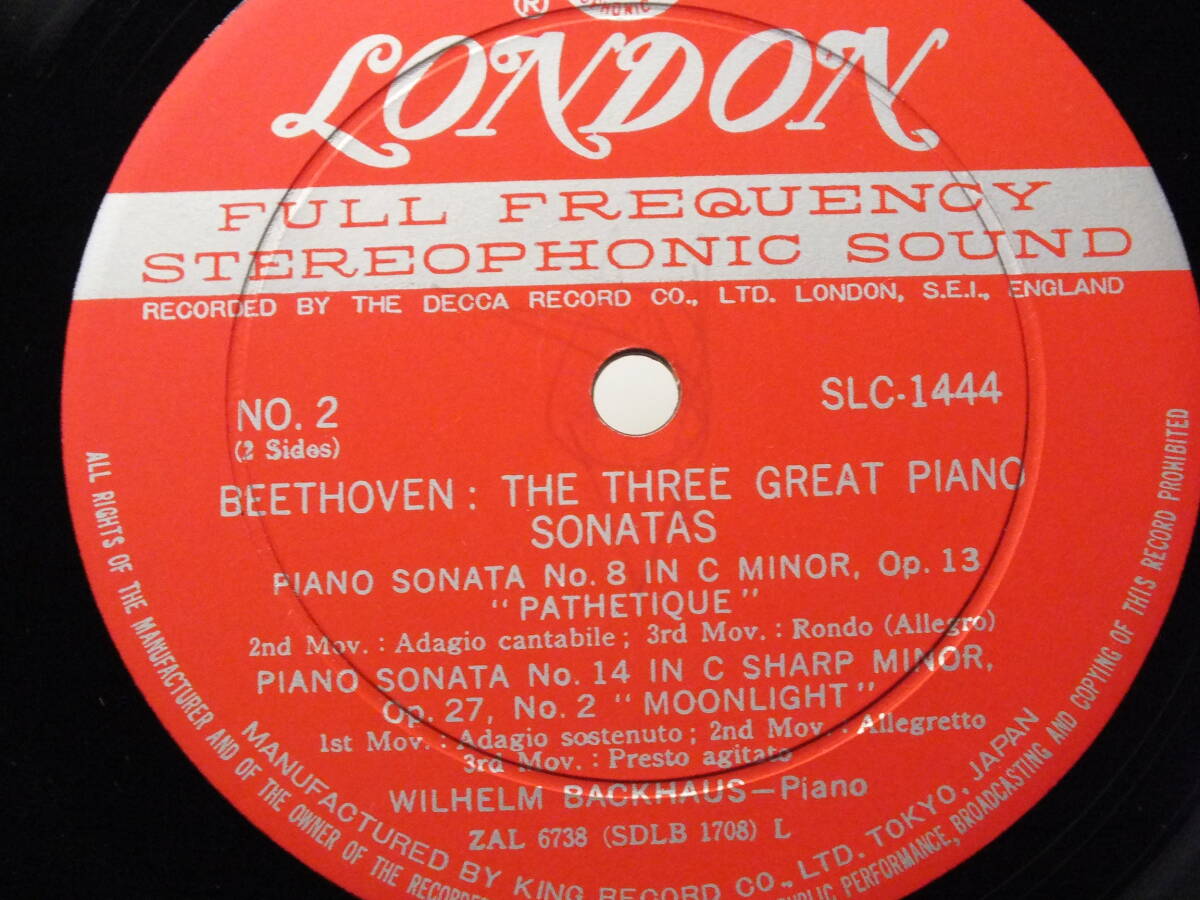 ®
PHONIC
LONDON
FULL FREQUENCY
STEREOPHONIC SOUND
RECORDED BY THE DECCA RECORD CO., LTD. LONDON, S.E.I., ENGLAND
NO. 2
(2 Sides)
SLC-1444
BEETHOVEN: THE THREE GREAT PIANO
SONATAS
PIANO SONATA No. 8 IN C MINOR, Op. 13
"PATHETIQUE"
2nd Mov.: Adagio cantabile; 3rd Mov.: Rondo (Allegro)
PIANO SONATA No. 14 IN C SHARP MINOR,
Op. 27, No. 2 "MOONLIGHT"
1st Mov.: Adagio sostenuto; 2nd Mov.: Allegretto
3rd Mov.: Presto agitato
WILHELM BACKHAUS—Piano
ZAL 6738 (SDLB 1708) L
MANUFACTURED BY KING RECORD CO., LTD. TOKYO, JAPAN
ALL RIGHTS OF THE MANUFACTURER AND OF THE OWNER OF THE RECORDED PUBLIC PERFORMANCE, BROADCASTING AND COPYING OF THIS RECORD PROHIBITED